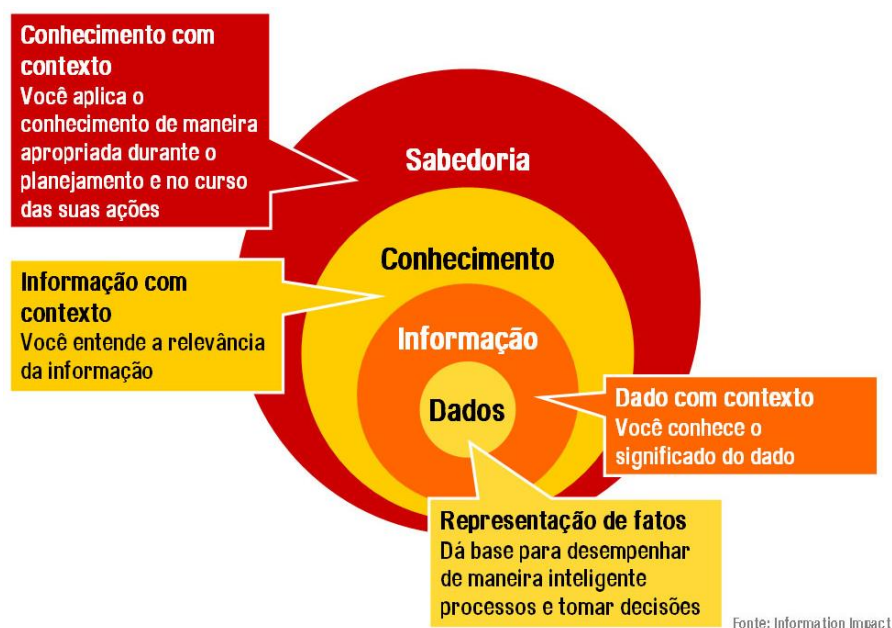 Conhecimento com
contexto
Você aplica o
conhecimento de maneira
apropriada durante o
planejamento e no curso
das suas ações
Sabedoria
Conhecimento
Informação com
contexto
Você entende a relevância
da informação
Informação
Dados
Dado com contexto
Você conhece o
significado do dado
Representação de fatos
Dá base para desempenhar
de maneira inteligente
processos e tomar decisões
Fonte: Information Impact